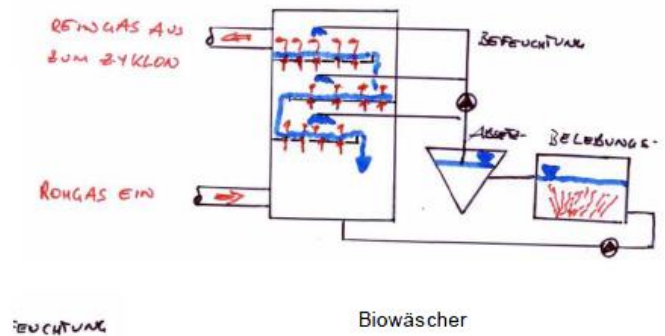 REINGAS AUS
ZUM ZYKLON
BEFEUCHTUNG
ABSETZ-
BELEBUNGS-
ROHGAS EIN
FEUCHTUNG
Biowäscher